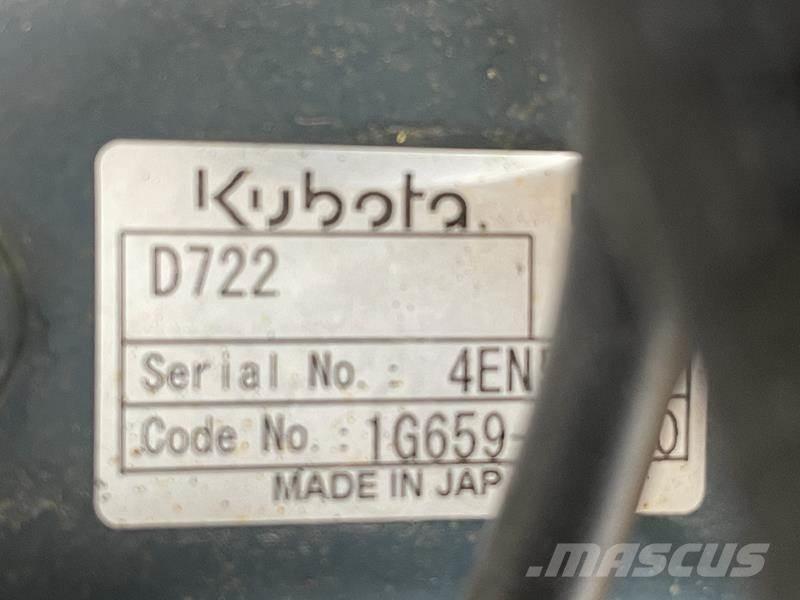 Kubota
D722
Serial No.: 4EN
Code No.: 1G659-
MADE IN JAP
MASCUS